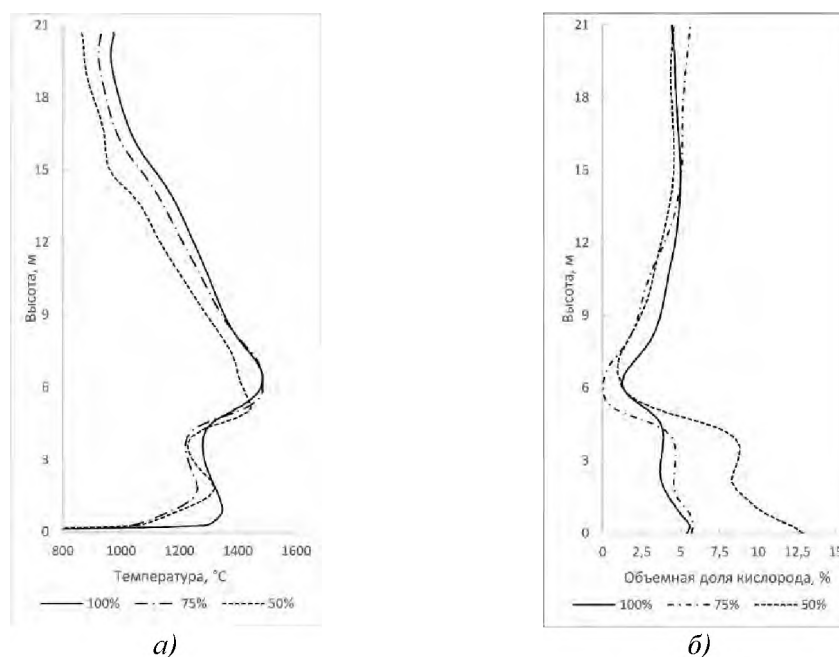 21
18
15
12
9
6
3
0
Высота, м
800 1000 1200 1400 1600
Температура, °С
100% 75% 50%
а)
21
18
15
12
9
6
3
0
Высота, м
0 2,5 5 7,5 10 12,5 15
Объемная доля кислорода, %
100% 75% 50%
б)